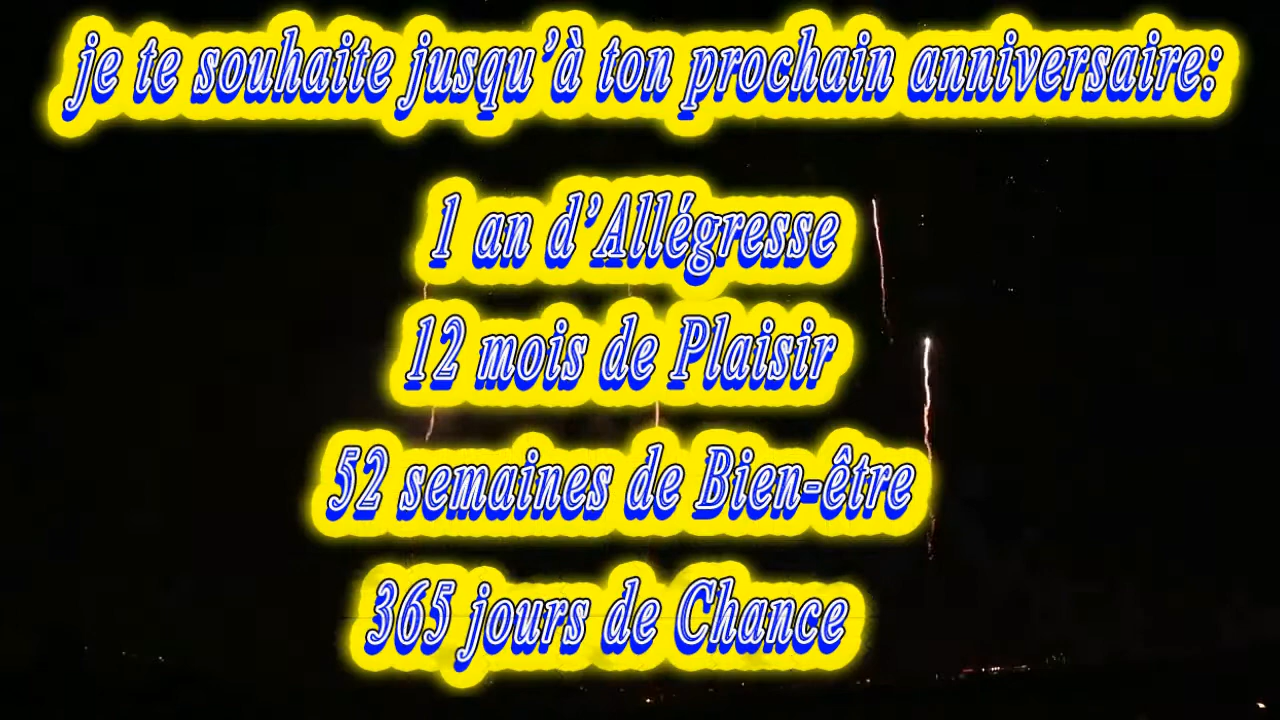 je te souhaite jusqu'à ton prochain anniversaire:
1 an d'Allégresse
12 mois de Plaisir
52 semaines de Bien-être
365 jours de Chance